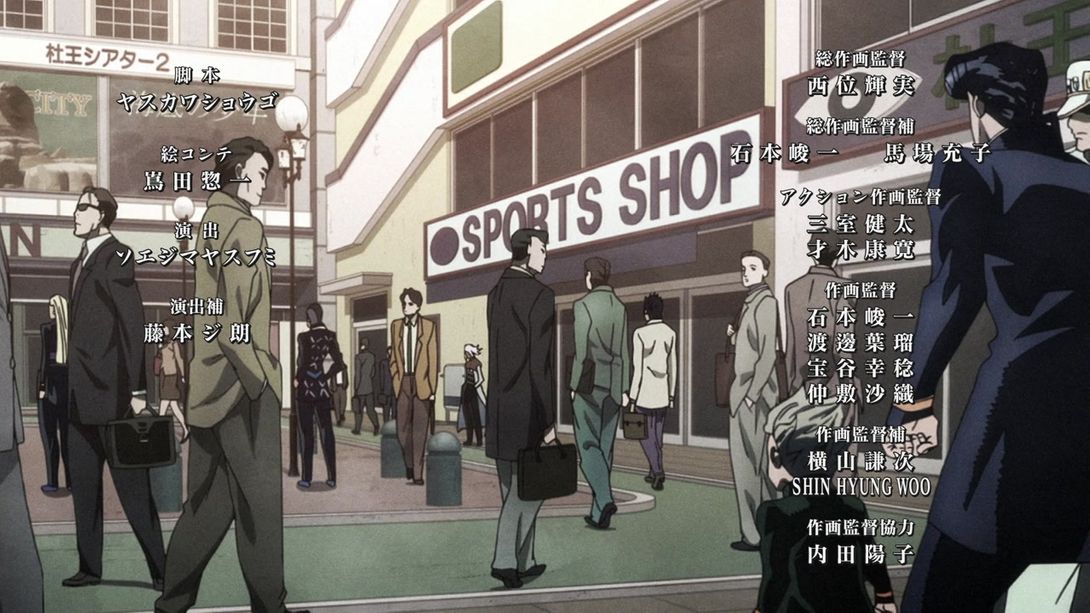 杜王シアター2
CITY
脚本
ヤスカワショウゴ
絵コンテ
嶌田惣一
演出
ソエジマヤスフミ
演出補
藤本ジ朗
SPORTS SHOP
杜王
総作画監督
西位輝実
総作画監督補
石本峻一 馬場充子
アクション作画監督
三室健太
才木康寛
作画監督
石本峻一
渡邊葉瑠
宝谷幸稔
仲敷沙織
作画監督補
横山謙次
SHIN HYUNG WOO
作画監督協力
内田陽子